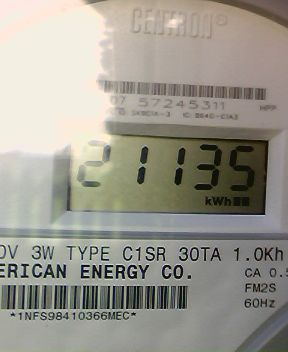 CENTRON®
07 57245311 HPP
21135
kWh
0V 3W TYPE C1SR 30TA 1.0Kh
ERICAN ENERGY CO. CA 0.5
FM2S
*1NFS98410366MEC* 60Hz